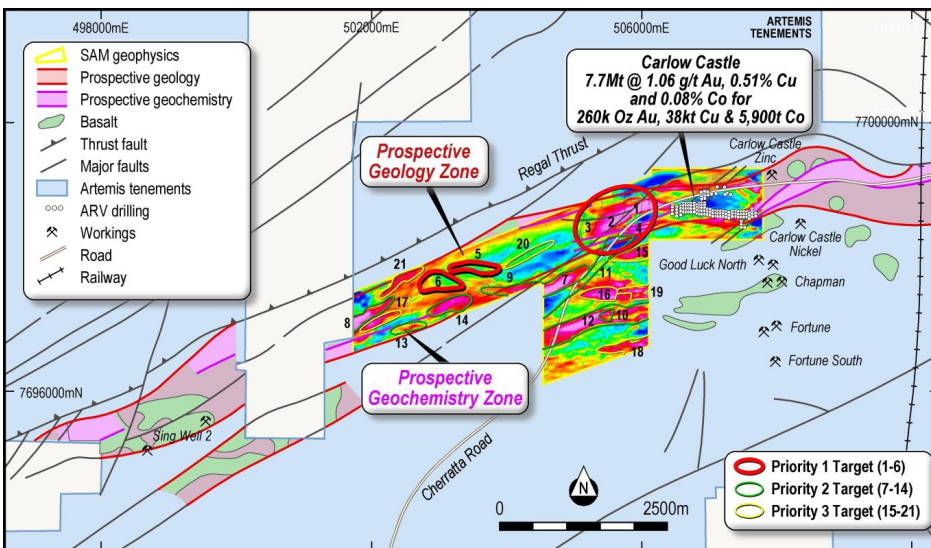 498000mE
502000mE
506000mE
ARTEMIS
TENEMENTS
SAM geophysics
Prospective geology
Prospective geochemistry
Basalt
Thrust fault
Major faults
Artemis tenements
ARV drilling
Workings
Road
Railway
Carlow Castle
7.7Mt @ 1.06 g/t Au, 0.51% Cu
and 0.08% Co for
260k Oz Au, 38kt Cu & 5,900t Co
7700000mN
Prospective
Geology Zone
Regal Thrust
Carlow Castle
Zinc
1
2
3
4
5
20
15
21
6
9
7
11
17
16
19
14
8
12
10
13
18
Good Luck North
Carlow Castle
Nickel
Chapman
Fortune
Fortune South
Prospective
Geochemistry Zone
7696000mN
Sing Well 2
Cherratta Road
N
0
2500m
Priority 1 Target (1-6)
Priority 2 Target (7-14)
Priority 3 Target (15-21)